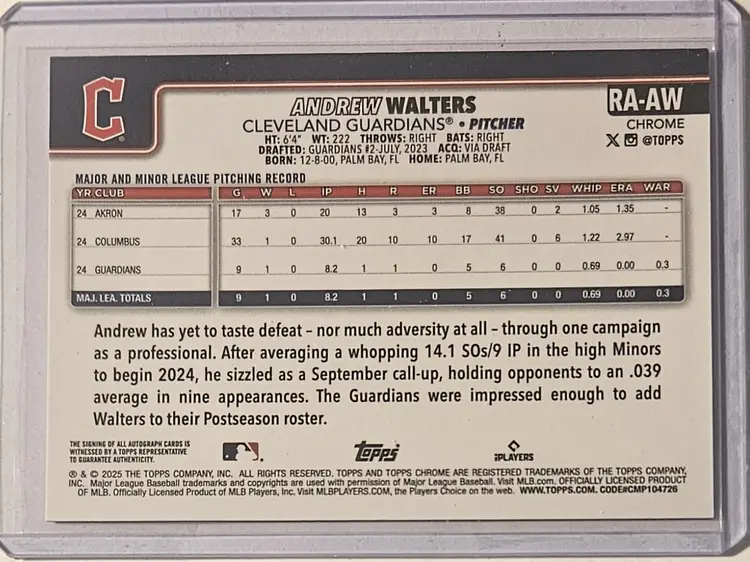 C
ANDREW WALTERS
CLEVELAND GUARDIANS® • PITCHER
HT: 6'4" WT: 222 THROWS: RIGHT BATS: RIGHT
DRAFTED: GUARDIANS #2-JULY, 2023 ACQ: VIA DRAFT
BORN: 12-8-00, PALM BAY, FL HOME: PALM BAY, FL
RA-AW
CHROME
X @TOPPS
MAJOR AND MINOR LEAGUE PITCHING RECORD
YR CLUB G W L IP H R ER BB SO SHO SV WHIP ERA WAR
24 AKRON 17 3 0 20 13 3 3 8 38 0 2 1.05 1.35 -
24 COLUMBUS 33 1 0 30.1 20 10 10 17 41 0 6 1.22 2.97 -
24 GUARDIANS 9 1 0 8.2 1 1 0 5 6 0 0 0.69 0.00 0.3
MAJ. LEA. TOTALS 9 1 0 8.2 1 1 0 5 6 0 0 0.69 0.00 0.3
Andrew has yet to taste defeat – nor much adversity at all – through one campaign
as a professional. After averaging a whopping 14.1 SOs/9 IP in the high Minors
to begin 2024, he sizzled as a September call-up, holding opponents to an .039
average in nine appearances. The Guardians were impressed enough to add
Walters to their Postseason roster.
THE SIGNING OF ALL AUTOGRAPH CARDS IS
WITNESSED BY A TOPPS REPRESENTATIVE
TO GUARANTEE AUTHENTICITY.
topps®
PLAYERS
® & © 2025 THE TOPPS COMPANY, INC. ALL RIGHTS RESERVED. TOPPS AND TOPPS CHROME ARE REGISTERED TRADEMARKS OF THE TOPPS COMPANY,
INC. Major League Baseball trademarks and copyrights are used with permission of Major League Baseball. Visit MLB.com. OFFICIALLY LICENSED PRODUCT
OF MLB. Officially Licensed Product of MLB Players, Inc. Visit MLBPLAYERS.COM, the Players Choice on the web. WWW.TOPPS.COM. CODE#CMP104726